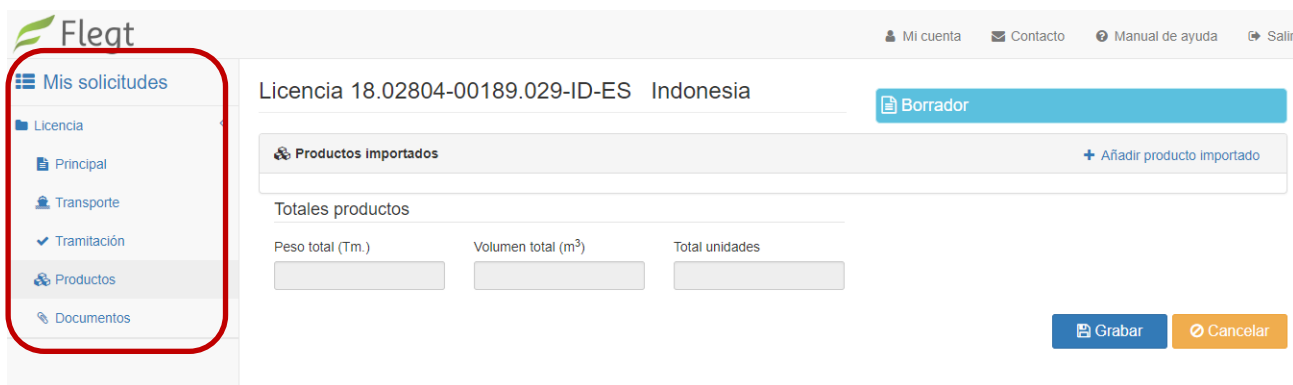 Flegt
Mi cuenta
Contacto
Manual de ayuda
Salir
Mis solicitudes
Licencia
Principal
Transporte
Tramitación
Productos
Documentos
Licencia 18.02804-00189.029-ID-ES Indonesia
Borrador
Productos importados
+ Añadir producto importado
Totales productos
Peso total (Tm.)
Volumen total (m³)
Total unidades
Grabar
Cancelar